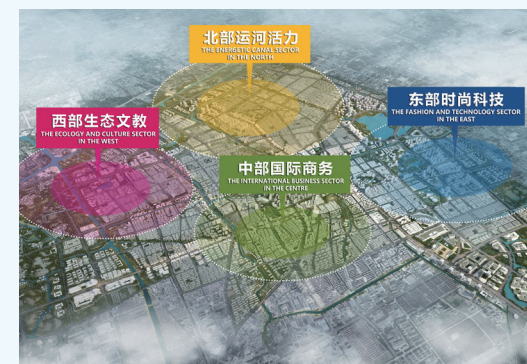 北部运河活力
THE ENERGETIC CANAL SECTOR
IN THE NORTH
东部时尚科技
THE FASHION AND TECHNOLOGY SECTOR
IN THE EAST
西部生态文教
THE ECOLOGY AND CULTURE SECTOR
IN THE WEST
中部国际商务
THE INTERNATIONAL BUSINESS SECTOR
IN THE CENTRE